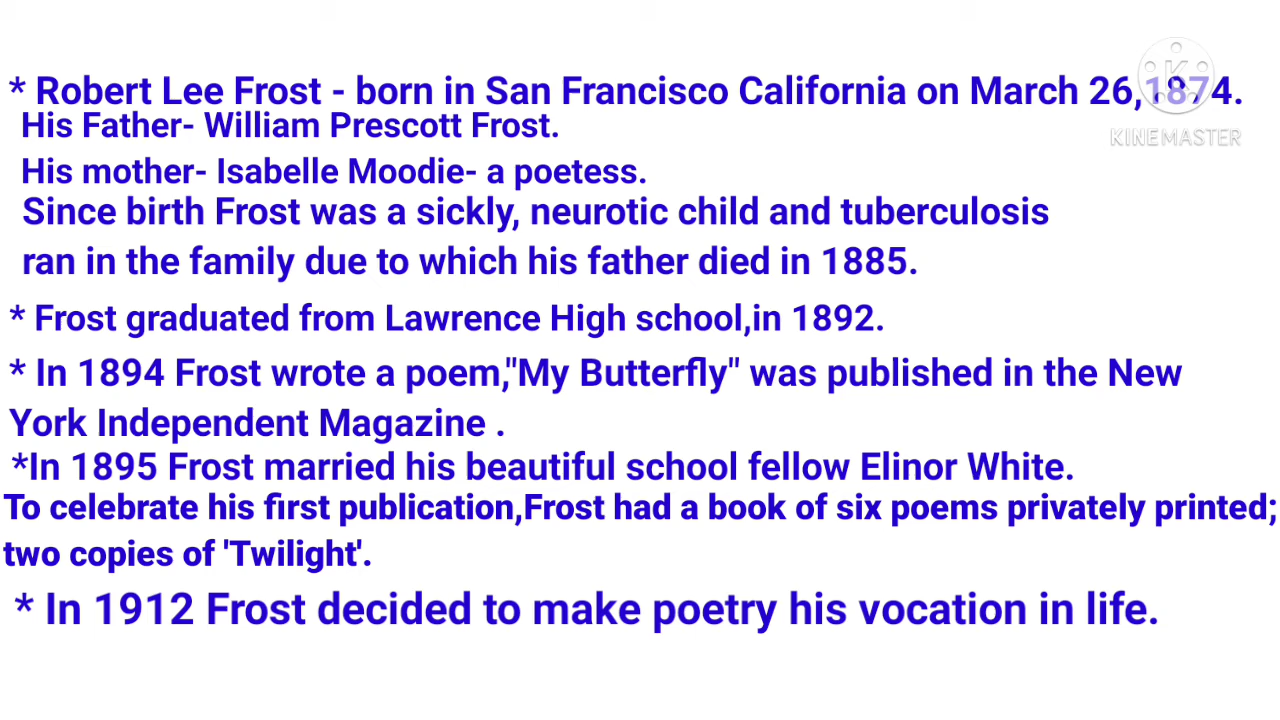 * Robert Lee Frost - born in San Francisco California on March 26,1874.
His Father- William Prescott Frost.
KINEMASTER
His mother- Isabelle Moodie- a poetess.
Since birth Frost was a sickly, neurotic child and tuberculosis
ran in the family due to which his father died in 1885.
* Frost graduated from Lawrence High school,in 1892.
* In 1894 Frost wrote a poem,"My Butterfly" was published in the New
York Independent Magazine .
*In 1895 Frost married his beautiful school fellow Elinor White.
To celebrate his first publication,Frost had a book of six poems privately printed;
two copies of 'Twilight'.
* In 1912 Frost decided to make poetry his vocation in life.